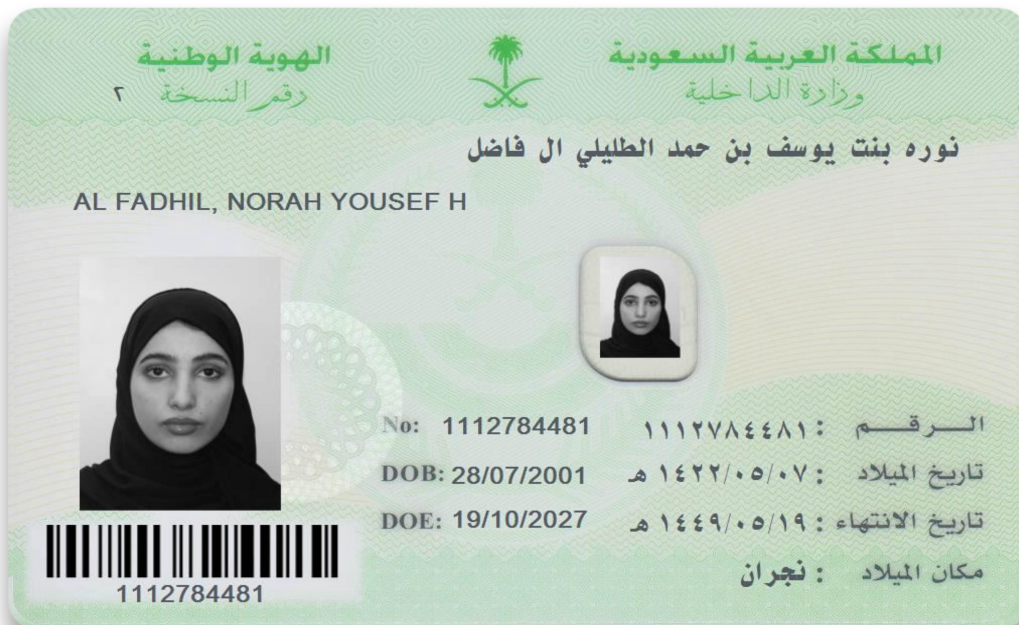 المملكة العربية السعودية
وزارة الداخلية
الهوية الوطنية
رقم النسخة ٢
نوره بنت يوسف بن حمد الطليلي ال فاضل
AL FADHIL, NORAH YOUSEF H
الـــرقـــم : ١١١٢٧٨٤٤٨١ No: 1112784481
تاريخ الميلاد : ١٤٢٢/٠٥/٠٧ هـ DOB: 28/07/2001
تاريخ الانتهاء : ١٤٤٩/٠٥/١٩ هـ DOE: 19/10/2027
مكان الميلاد : نجران
1112784481